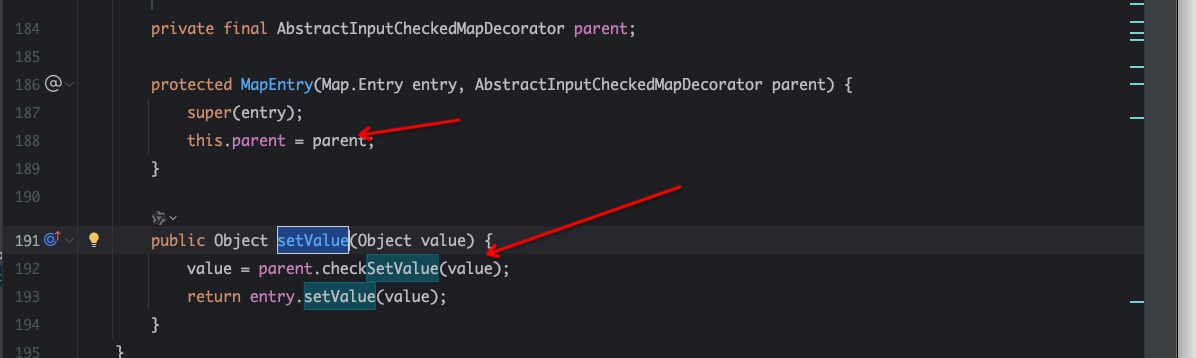 184 private final AbstractInputCheckedMapDecorator parent;
185
186 protected MapEntry(Map.Entry entry, AbstractInputCheckedMapDecorator parent) {
187 super(entry);
188 this.parent = parent;
189 }
190
191 public Object setValue(Object value) {
192 value = parent.checkSetValue(value);
193 return entry.setValue(value);
194 }
195 }